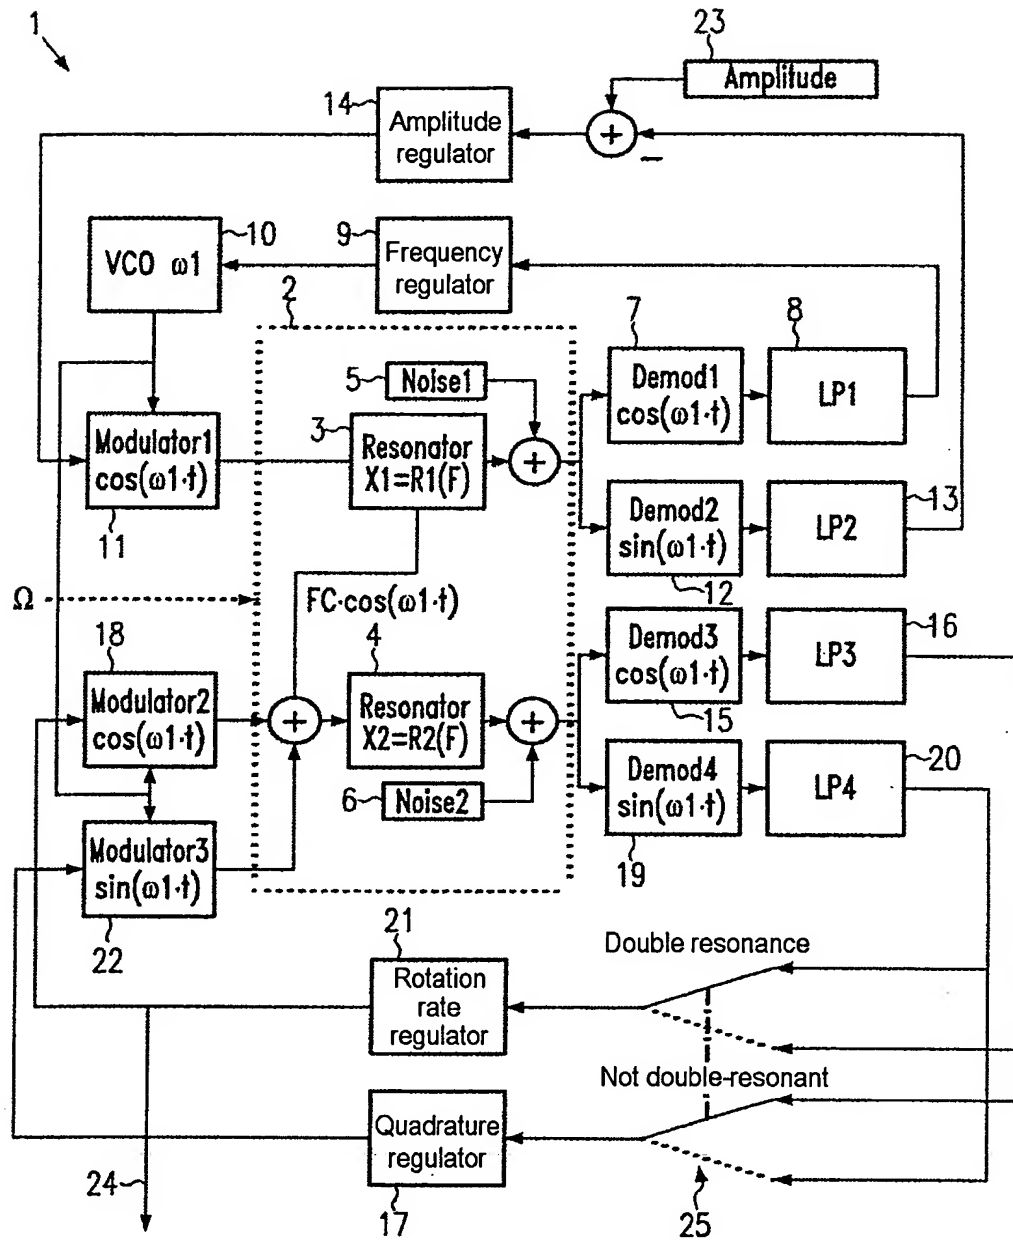 1
23
Amplitude
14
Amplitude
regulator
+
−
10
VCO ω1
9
Frequency
regulator
2
7
Demod1
cos(ω1·t)
8
LP1
5
Noise1
3
Resonator
X1=R1(F)
+
Modulator1
cos(ω1·t)
11
Demod2
sin(ω1·t)
12
LP2
13
Ω
FC·cos(ω1·t)
18
Modulator2
cos(ω1·t)
+
4
Resonator
X2=R2(F)
+
6
Noise2
Demod3
cos(ω1·t)
15
LP3
16
Demod4
sin(ω1·t)
19
LP4
20
Modulator3
sin(ω1·t)
22
21
Rotation
rate
regulator
Double resonance
Not double-resonant
Quadrature
regulator
17
24
25